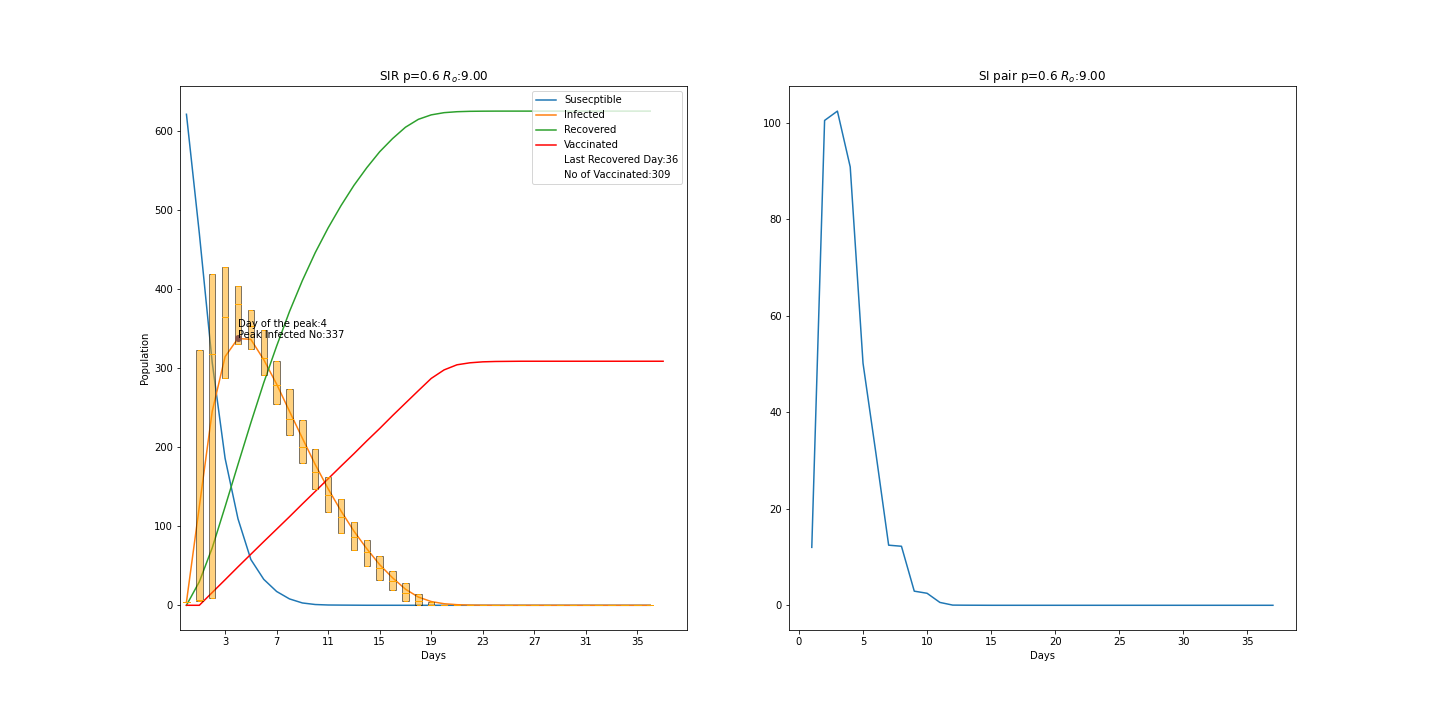 SIR p=0.6 Rₒ:9.00
Susecptible
Infected
Recovered
Vaccinated
Last Recovered Day:36
No of Vaccinated:309
Day of the peak:4
Peak Infected No:337
Population
600
500
400
300
200
100
0
3 7 11 15 19 23 27 31 35
Days
SI pair p=0.6 Rₒ:9.00
100
80
60
40
20
0
0 5 10 15 20 25 30 35
Days